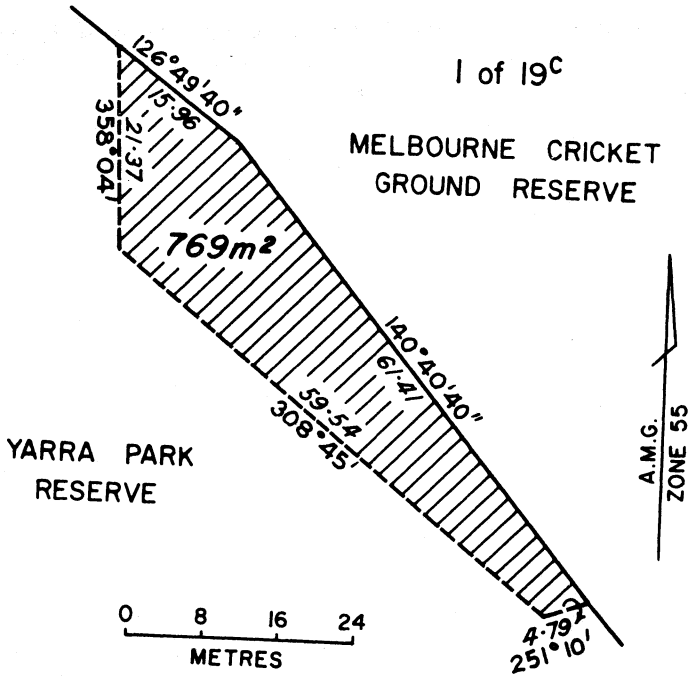 1 of 19C
126°49'40"
15·96
MELBOURNE CRICKET
GROUND RESERVE
358°04'
21·37
769m²
140°40'40"
61·41
59·54
308°45'
YARRA PARK
RESERVE
A.M.G.
ZONE 55
0 8 16 24
METRES
4·79
251°10'